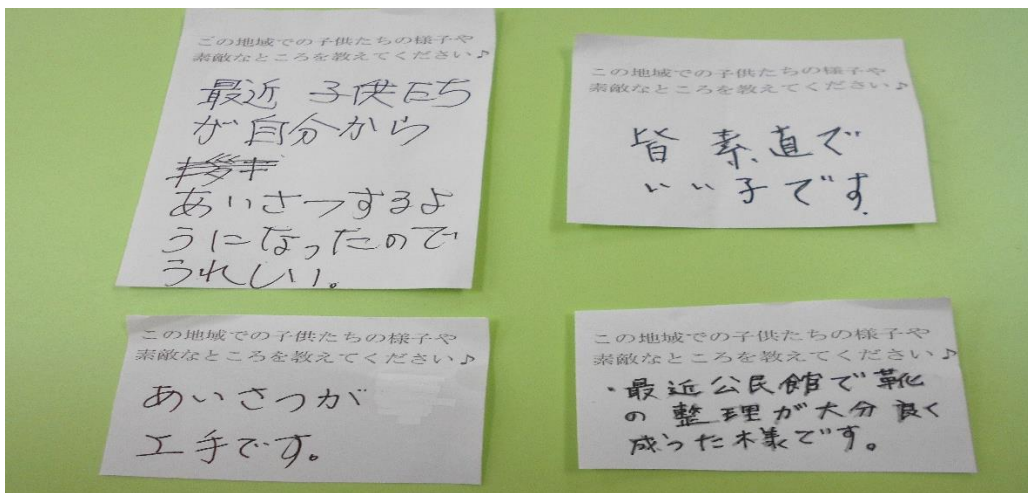 この地域での子供たちの様子や
素敵なところを教えてください♪
最近 子供たち
が自分から
あいさつするよ
うになったので
うれしい。
この地域での子供たちの様子や
素敵なところを教えてください♪
皆 素直で
いい子です
この地域での子供たちの様子や
素敵なところを教えてください♪
あいさつが
上手です。
この地域での子供たちの様子や
素敵なところを教えてください♪
・最近公民館で靴
の整理が大分良く
成った様です。